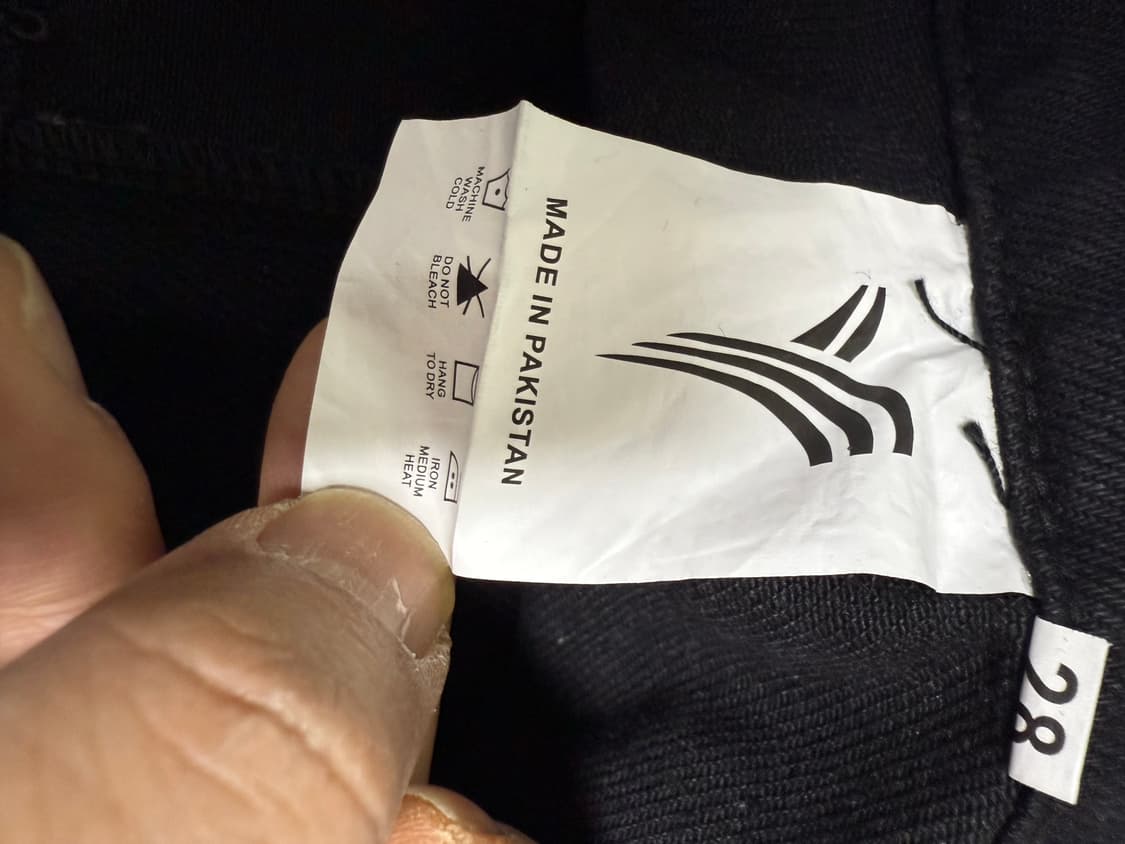 MADE IN PAKISTAN
MACHINE
WASH
COLD
DO NOT
BLEACH
HANG
TO DRY
IRON
MEDIUM
HEAT
28